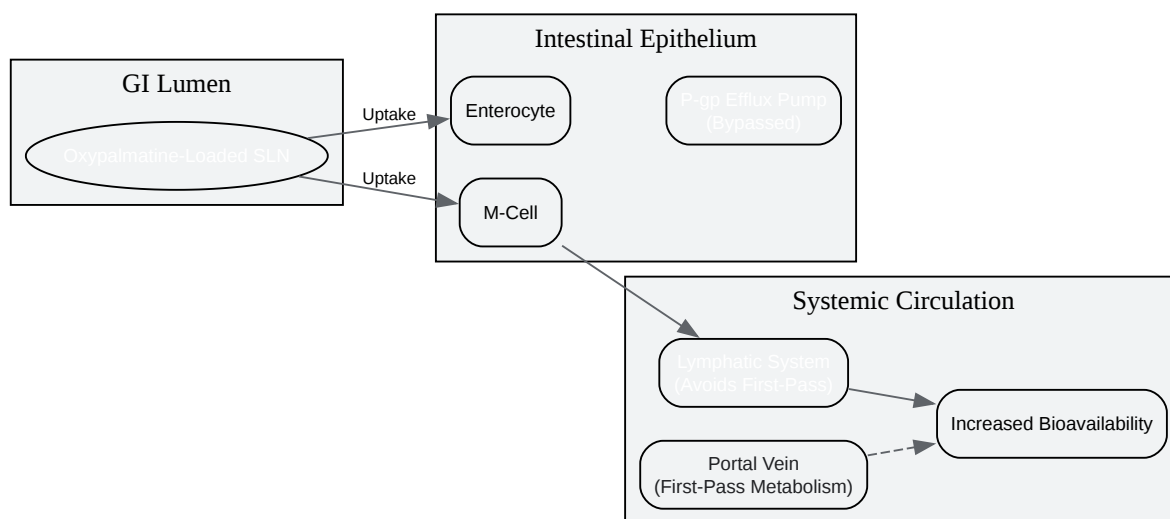 GI Lumen
Oxypalmatine-Loaded SLN
Uptake
Uptake
Intestinal Epithelium
Enterocyte
P-gp Efflux Pump
(Bypassed)
M-Cell
Systemic Circulation
Lymphatic System
(Avoids First-Pass)
Increased Bioavailability
Portal Vein
(First-Pass Metabolism)